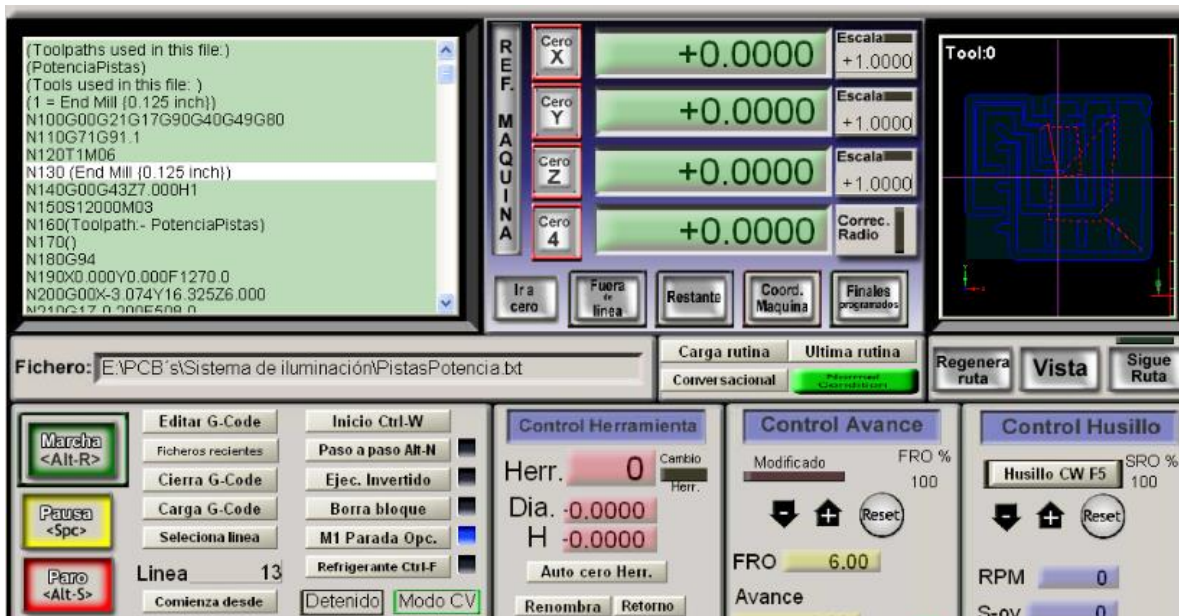 (Toolpaths used in this file:)
(PotenciaPistas)
(Tools used in this file: )
(1 = End Mill {0.125 inch})
N100G00G21G17G90G40G49G80
N110G71G91.1
N120T1M06
N130 (End Mill {0.125 inch})
N140G00G43Z7.000H1
N150S12000M03
N160(Toolpath:- PotenciaPistas)
N170()
N180G94
N190X0.000Y0.000F1270.0
N200G00X-3.074Y16.325Z6.000
N210G1Z-0.200F508.0
REF. MAQUINA
Cero X +0.0000 Escala +1.0000
Cero Y +0.0000 Escala +1.0000
Cero Z +0.0000 Escala +1.0000
Cero 4 +0.0000 Correc. Radio
Ir a cero Fuera de linea Restante Coord. Maquina Finales programados
Tool:0
Fichero: E:\PCB´s\Sistema de iluminación\PistasPotencia.txt
Carga rutina Ultima rutina
Conversacional Normal Condition
Regenera ruta Vista Sigue Ruta
Marcha <Alt-R>
Pausa <Spc>
Paro <Alt-S>
Editar G-Code
Ficheros recientes
Cierra G-Code
Carga G-Code
Selecciona linea
Linea 13
Comienza desde
Inicio Ctrl-W
Paso a paso Alt-N
Ejec. Invertido
Borra bloque
M1 Parada Opc.
Refrigerante Ctrl-F
Detenido Modo CV
Control Herramienta
Herr. 0 Cambio Herr.
Dia. -0.0000
H -0.0000
Auto cero Herr.
Renombra Retorno
Control Avance
Modificado FRO % 100
Reset
FRO 6.00
Avance
Control Husillo
Husillo CW F5 SRO % 100
Reset
RPM 0
S-ov 0